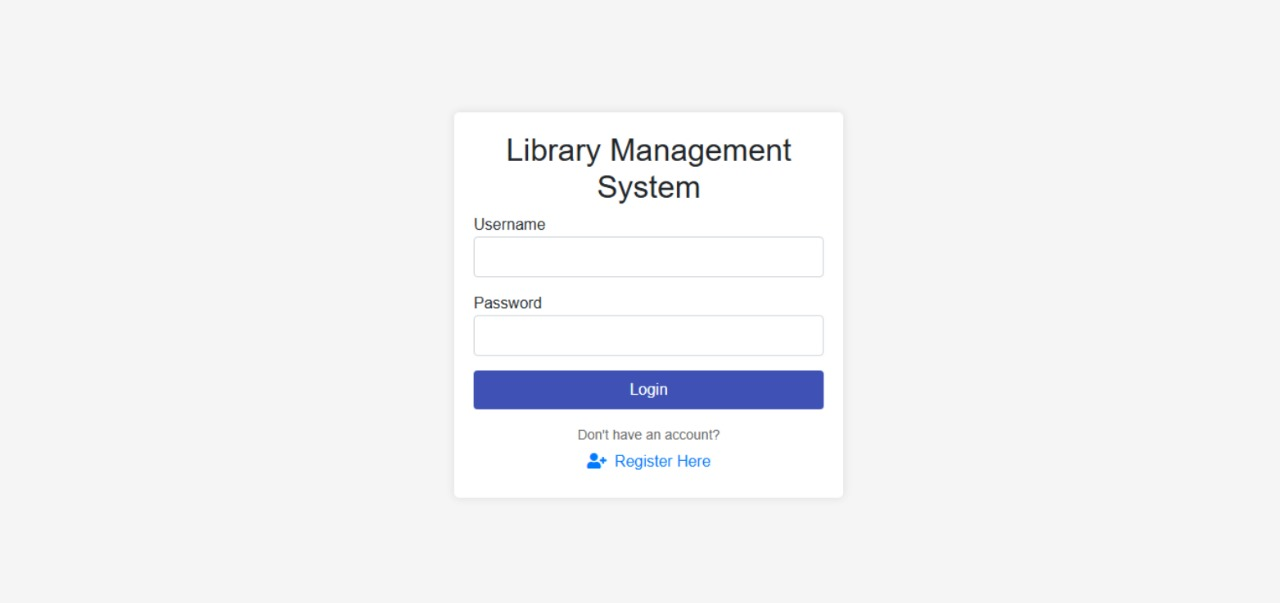 Library Management
System
Username
Password
Login
Don't have an account?
Register Here